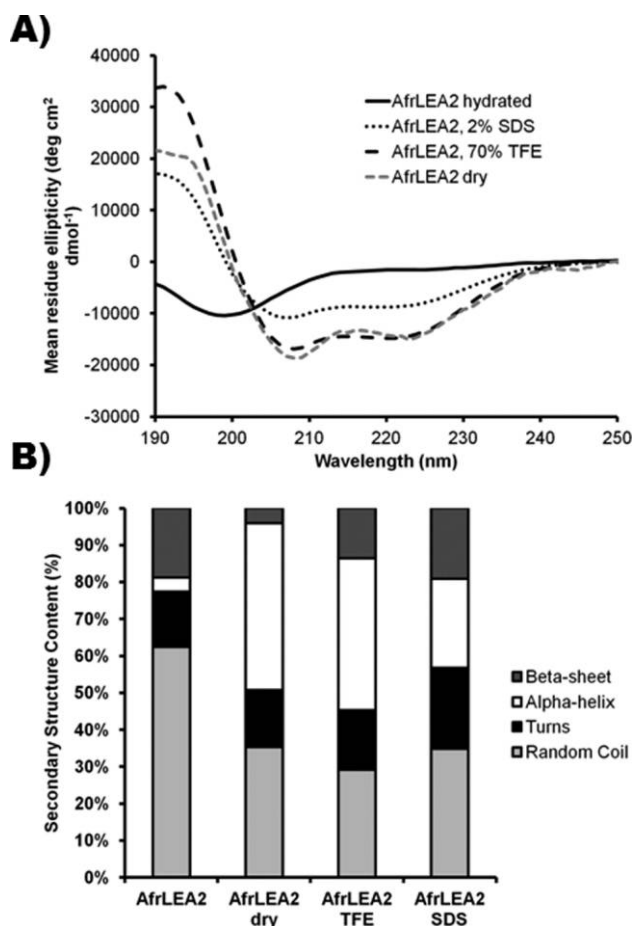 A)
Mean residue ellipticity (deg cm²
dmol⁻¹)
40000
30000
20000
10000
0
-10000
-20000
-30000
AfrLEA2 hydrated
AfrLEA2, 2% SDS
AfrLEA2, 70% TFE
AfrLEA2 dry
190 200 210 220 230 240 250
Wavelength (nm)
B)
Secondary Structure Content (%)
100%
90%
80%
70%
60%
50%
40%
30%
20%
10%
0%
Beta-sheet
Alpha-helix
Turns
Random Coil
AfrLEA2 AfrLEA2 AfrLEA2 AfrLEA2
dry TFE SDS